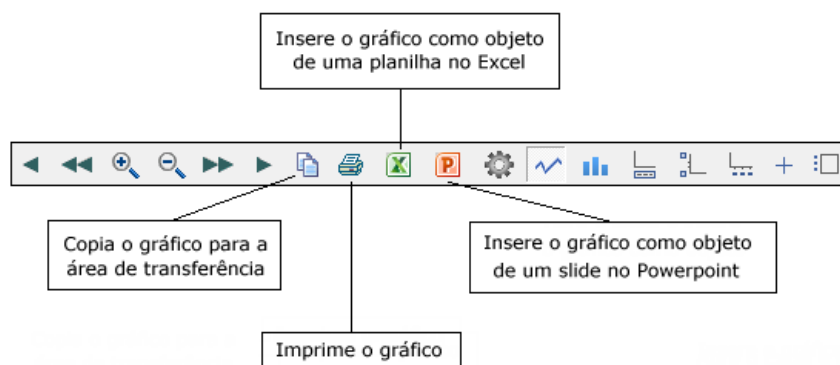 Insere o gráfico como objeto
de uma planilha no Excel
Copia o gráfico para a
área de transferência
Insere o gráfico como objeto
de um slide no Powerpoint
Imprime o gráfico